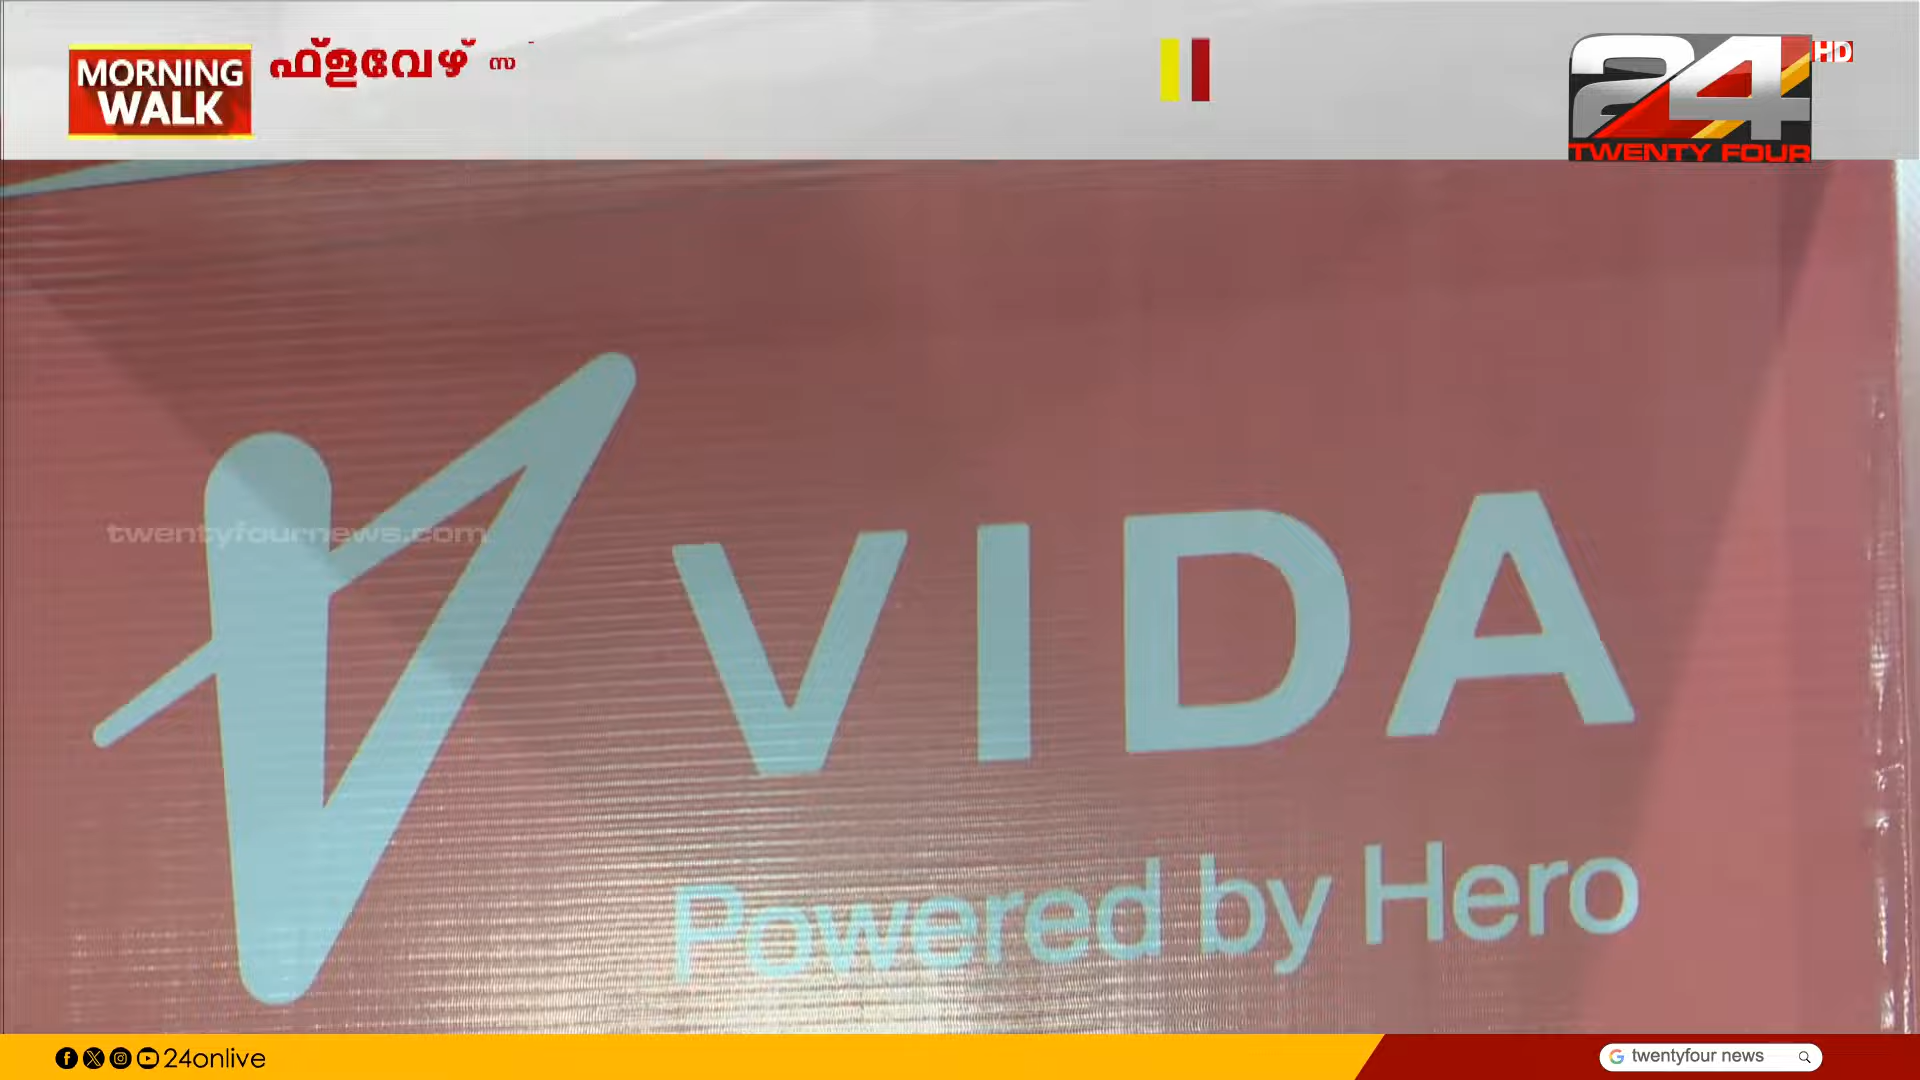 MORNING
WALK
ഫ്ളവേഴ്സ്
24
HD
TWENTY FOUR
twentyfournews.com
VIDA
Powered by Hero
24onlive
twentyfour news